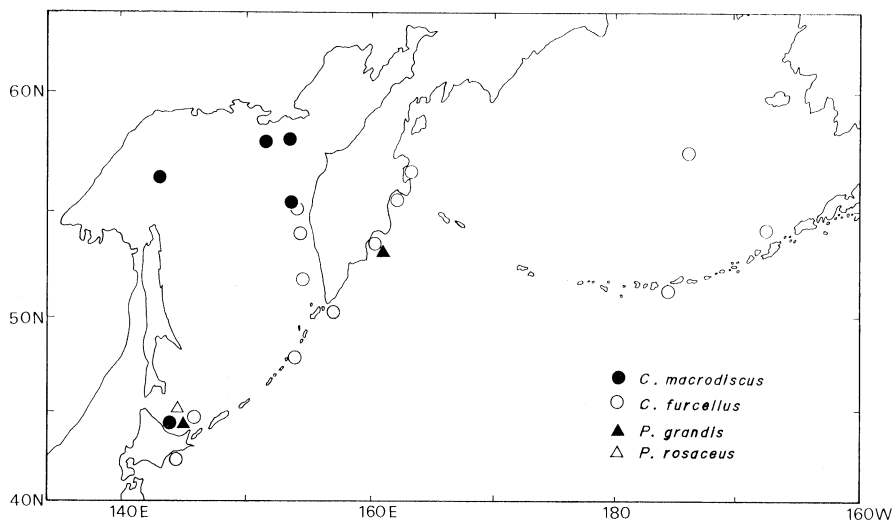 60N
50N
40N
140E
160E
180
160W
C. macrodiscus
C. furcellus
P. grandis
P. rosaceus